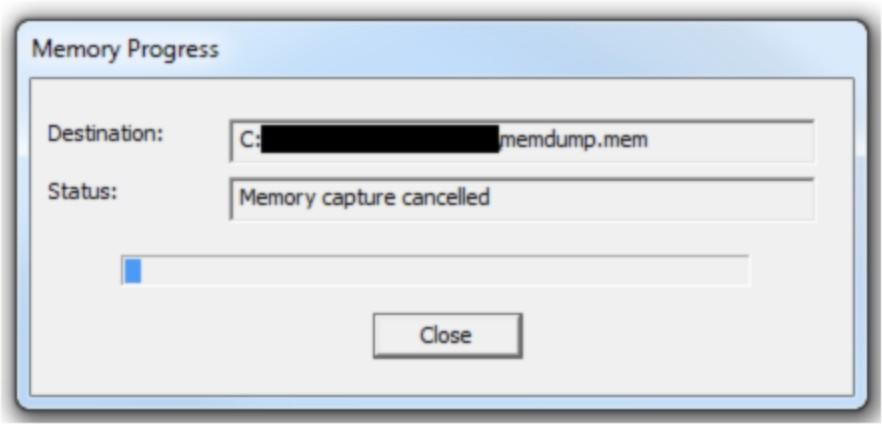 Memory Progress
Destination: C: memdump.mem
Status: Memory capture cancelled
Close